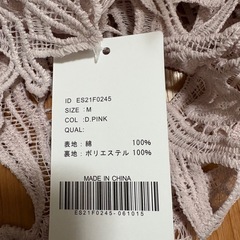 ID ES21F0245
SIZE : M
COL : D.PINK
QUAL:
表地：綿 100%
裏地：ポリエステル 100%
MADE IN CHINA
ES21F0245-061015